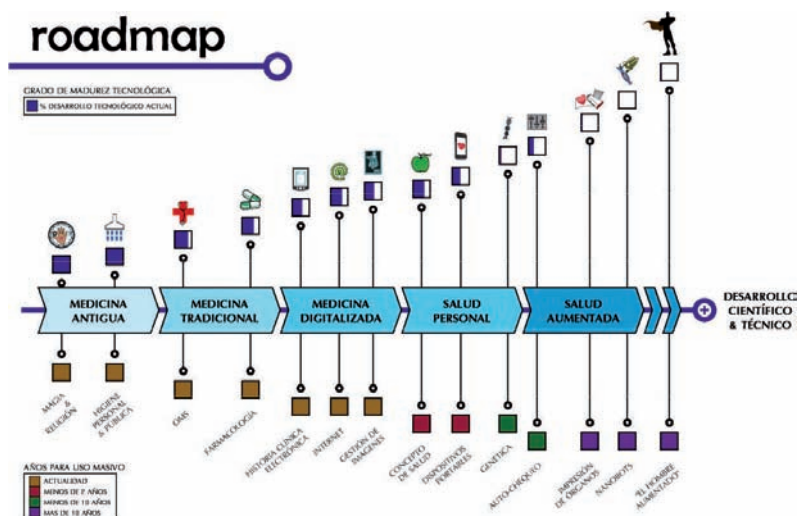 roadmap
GRADO DE MADÚREZ TECNOLÓGICA
% DESARROLLO TECNOLÓGICO ACTUAL
MEDICINA
ANTIGUA
MEDICINA
TRADICIONAL
MEDICINA
DIGITALIZADA
SALUD
PERSONAL
SALUD
AUMENTADA
DESARROLLO
CIENTÍFICO
& TÉCNICO
MAGIA &
RELIGIÓN
HIGIENE
PERSONAL
& PÚBLICA
OMS
FARMACOLOGÍA
HISTORIA CLÍNICA
ELECTRÓNICA
INTERNET
GESTIÓN DE
IMÁGENES
CONCEPTO
DE SALUD
DISPOSITIVOS
PORTABLES
GENÉTICA
AUTO-CHEQUEO
IMPRESIÓN
DE ÓRGANOS
NANOBOTS
"EL HOMBRE
AUMENTADO"
AÑOS PARA USO MASIVO
ACTUALIDAD
MENOS DE 2 AÑOS
MENOS DE 10 AÑOS
MAS DE 10 AÑOS